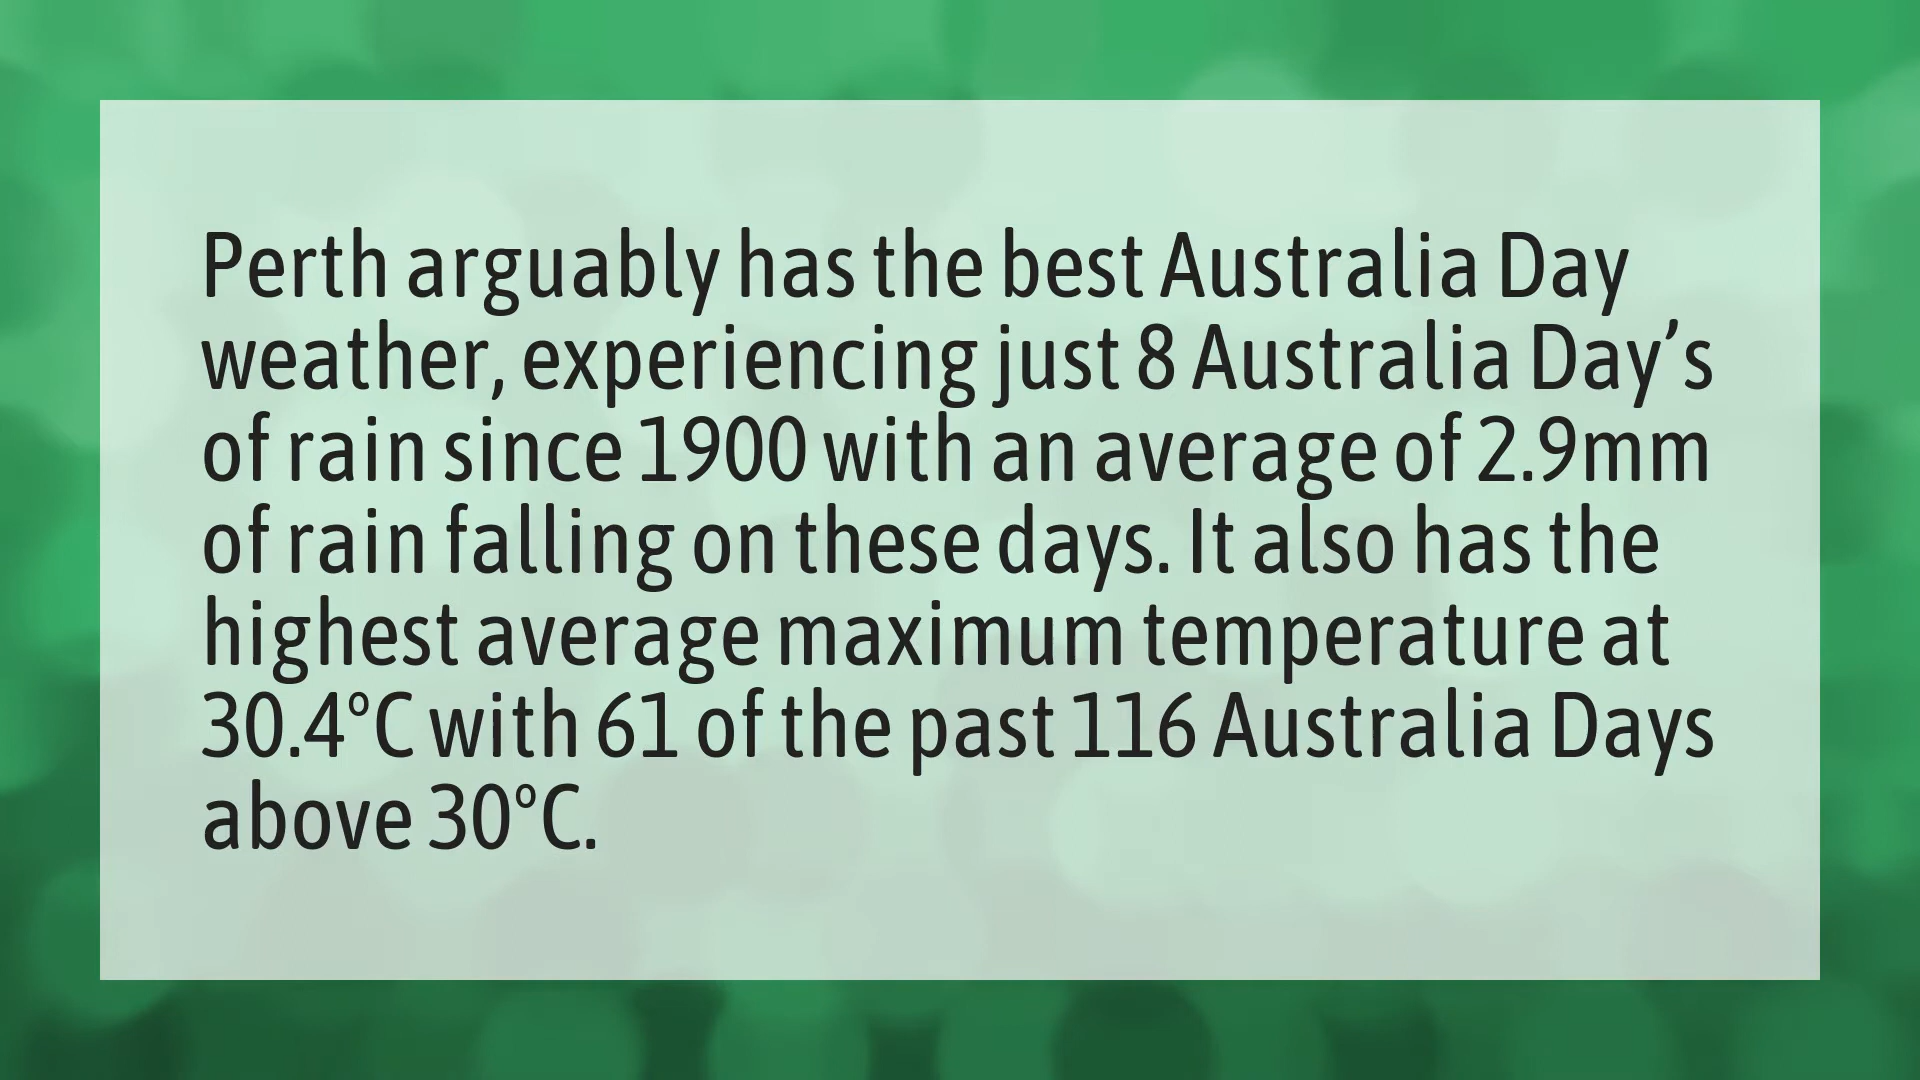 Perth arguably has the best Australia Day
weather, experiencing just 8 Australia Day’s
of rain since 1900 with an average of 2.9mm
of rain falling on these days. It also has the
highest average maximum temperature at
30.4ºC with 61 of the past 116 Australia Days
above 30ºC.